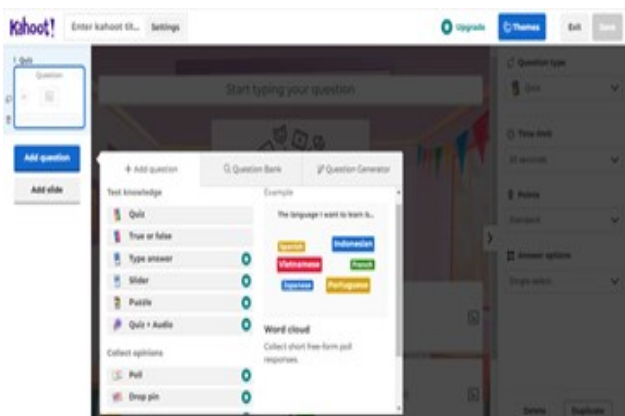 Kahoot!
Enter kahoot tit...
Settings
Upgrade
Themes
Exit
Save
1 Quiz
Question
Add question
Add slide
Start typing your question
+ Add question
Question Bank
Question Generator
Test knowledge
Quiz
True or false
Type answer
Slider
Puzzle
Quiz + Audio
Collect opinions
Poll
Drop pin
Example
The language I want to learn is...
Spanish
Indonesian
Vietnamese
French
Japanese
Portuguese
Word cloud
Collect short free-form poll
responses.
Question type
Quiz
Time limit
Points
Standard
Answer options
Single select
Delete
Duplicate